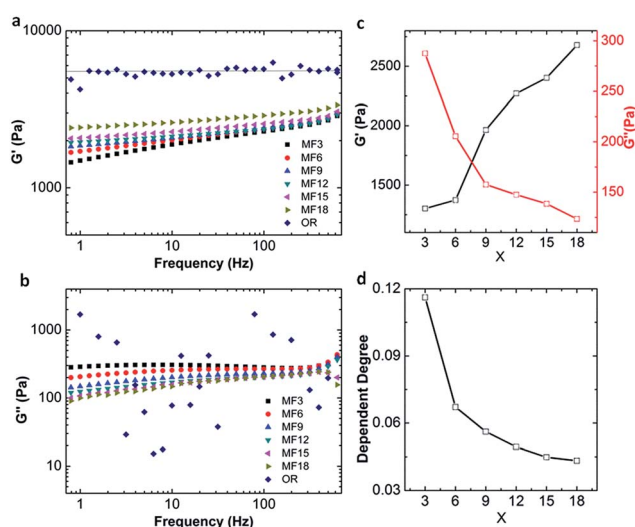 a
10000
1000
G' (Pa)
MF3
MF6
MF9
MF12
MF15
MF18
OR
1 10 100
Frequency (Hz)
b
1000
100
10
G'' (Pa)
MF3
MF6
MF9
MF12
MF15
MF18
OR
1 10 100
Frequency (Hz)
c
2500
2000
1500
G' (Pa)
300
250
200
150
G''(Pa)
3 6 9 12 15 18
X
d
0.12
0.09
0.06
0.03
Dependent Degree
3 6 9 12 15 18
X